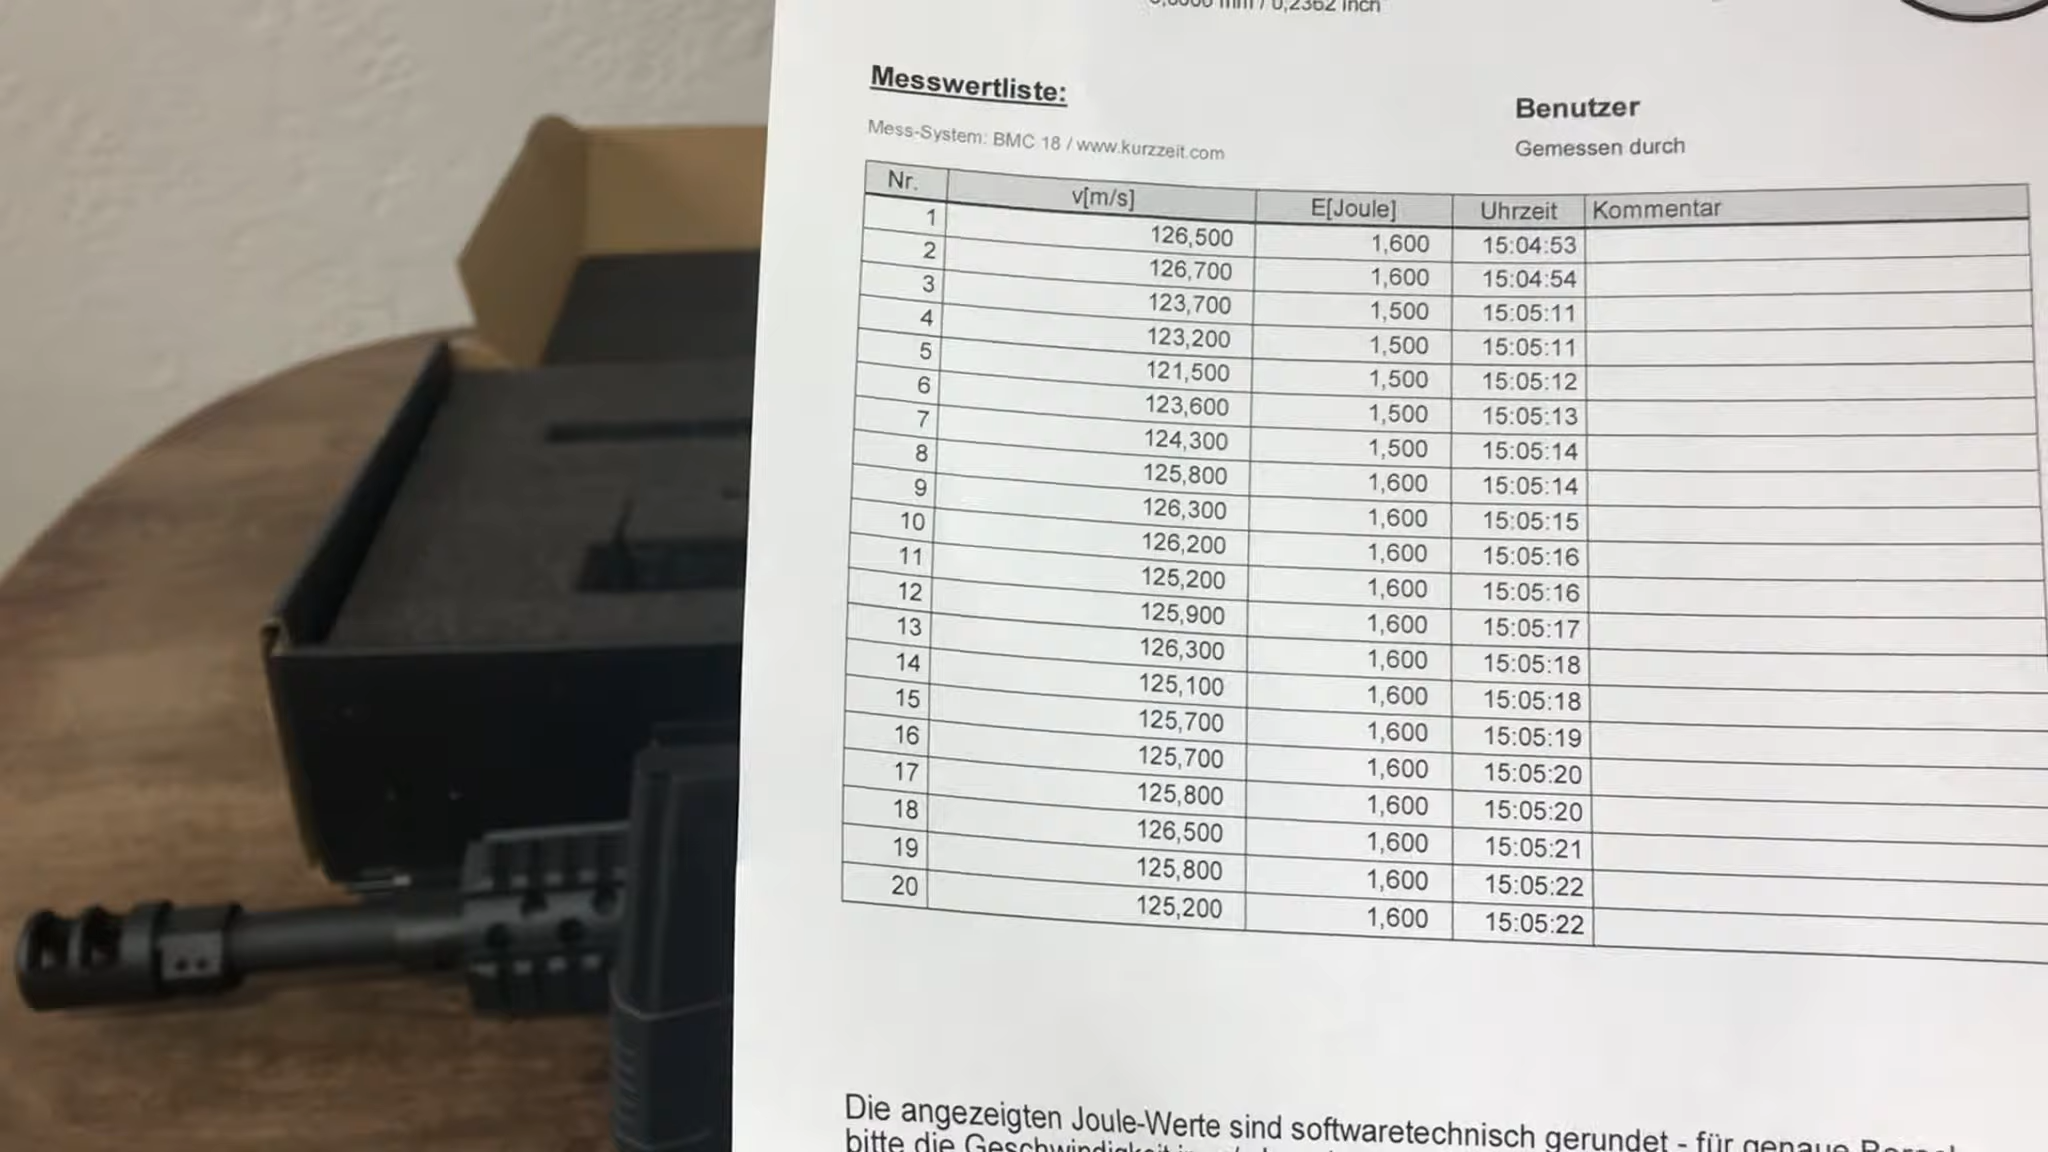 mm / 0,2362 inch
Messwertliste:
Benutzer
Mess-System: BMC 18 / www.kurzzeit.com
Gemessen durch
Nr. v[m/s] E[Joule] Uhrzeit Kommentar
1 126,500 1,600 15:04:53
2 126,700 1,600 15:04:54
3 123,700 1,500 15:05:11
4 123,200 1,500 15:05:11
5 121,500 1,500 15:05:12
6 123,600 1,500 15:05:13
7 124,300 1,500 15:05:14
8 125,800 1,600 15:05:14
9 126,300 1,600 15:05:15
10 126,200 1,600 15:05:16
11 125,200 1,600 15:05:16
12 125,900 1,600 15:05:17
13 126,300 1,600 15:05:18
14 125,100 1,600 15:05:18
15 125,700 1,600 15:05:19
16 125,700 1,600 15:05:20
17 125,800 1,600 15:05:20
18 126,500 1,600 15:05:21
19 125,800 1,600 15:05:22
20 125,200 1,600 15:05:22
Die angezeigten Joule-Werte sind softwaretechnisch gerundet - für genaue
bitte die Geschwindigkeit